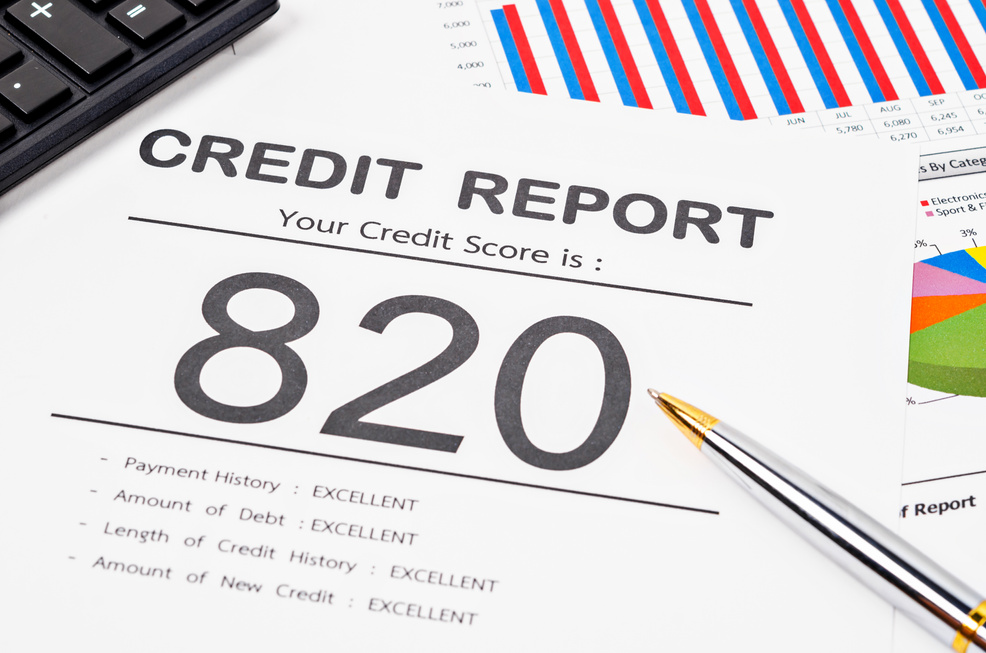 +
=
.
7,000
6,000
5,000
4,000
JUN JUL AUG SEP
5,780 6,080 6,245
6,270 6,954
CREDIT REPORT
Your Credit Score is :
820
- Payment History : EXCELLENT
- Amount of Debt : EXCELLENT
- Length of Credit History : EXCELLENT
- Amount of New Credit : EXCELLENT
By
Electronics
Sport &
3%
%
%
Report